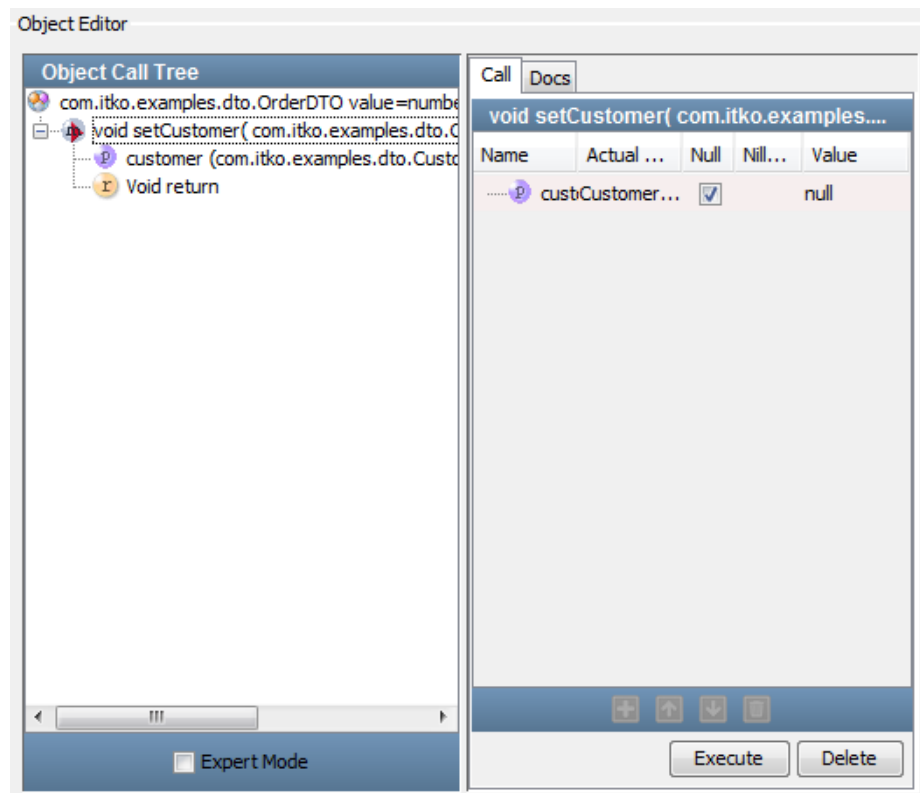 Object Editor
Object Call Tree
com.itko.examples.dto.OrderDTO value=numbe
void setCustomer( com.itko.examples.dto.C
p customer (com.itko.examples.dto.Custo
r Void return
Expert Mode
Call Docs
void setCustomer( com.itko.examples....
Name Actual ... Null Nill... Value
p cust Customer... null
Execute Delete